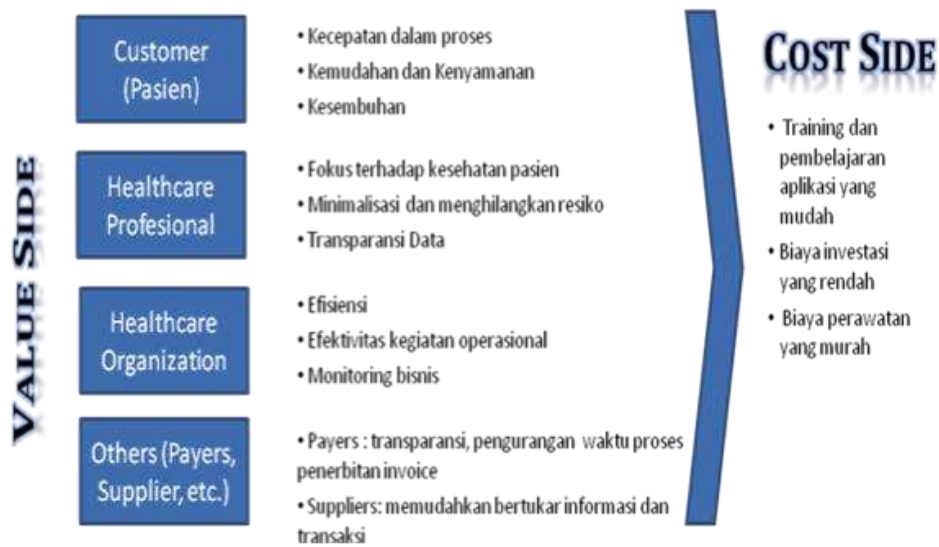 VALUE SIDE
Customer
(Pasien)
• Kecepatan dalam proses
• Kemudahan dan Kenyamanan
• Kesembuhan
Healthcare
Profesional
• Fokus terhadap kesehatan pasien
• Minimalisasi dan menghilangkan resiko
• Transparansi Data
Healthcare
Organization
• Efisiensi
• Efektivitas kegiatan operasional
• Monitoring bisnis
Others (Payers,
Supplier, etc.)
• Payers : transparansi, pengurangan waktu proses
penerbitan invoice
• Suppliers: memudahkan bertukar informasi dan
transaksi
COST SIDE
• Training dan
pembelajaran
aplikasi yang
mudah
• Biaya investasi
yang rendah
• Biaya perawatan
yang murah